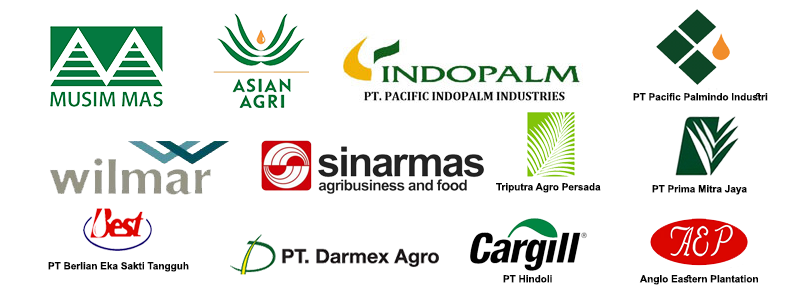 MUSIM MAS
ASIAN
AGRI
INDOPALM
PT. PACIFIC INDOPALM INDUSTRIES
PT Pacific Palmindo Industri
wilmar
sinarmas
agribusiness and food
Triputra Agro Persada
PT Prima Mitra Jaya
Best
PT Berlian Eka Sakti Tangguh
PT. Darmex Agro
Cargill®
PT Hindoli
AEP
Anglo Eastern Plantation